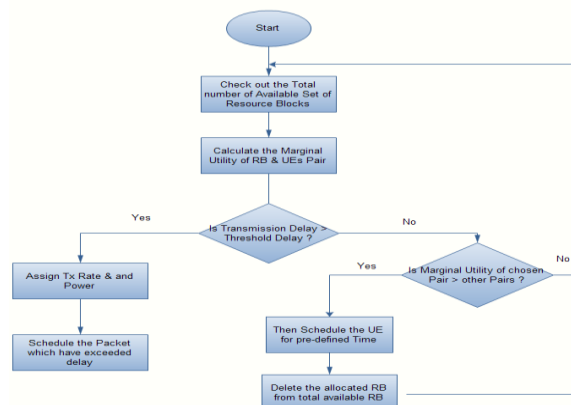 Start
Check out the Total
number of Available Set of
Resource Blocks
Calculate the Marginal
Utility of RB & UEs Pair
Is Transmission Delay >
Threshold Delay ?
Yes
No
Assign Tx Rate & and
Power
Schedule the Packet
which have exceeded
delay
Is Marginal Utility of chosen
Pair > other Pairs ?
Yes
No
Then Schedule the UE
for pre-defined Time
Delete the allocated RB
from total available RB